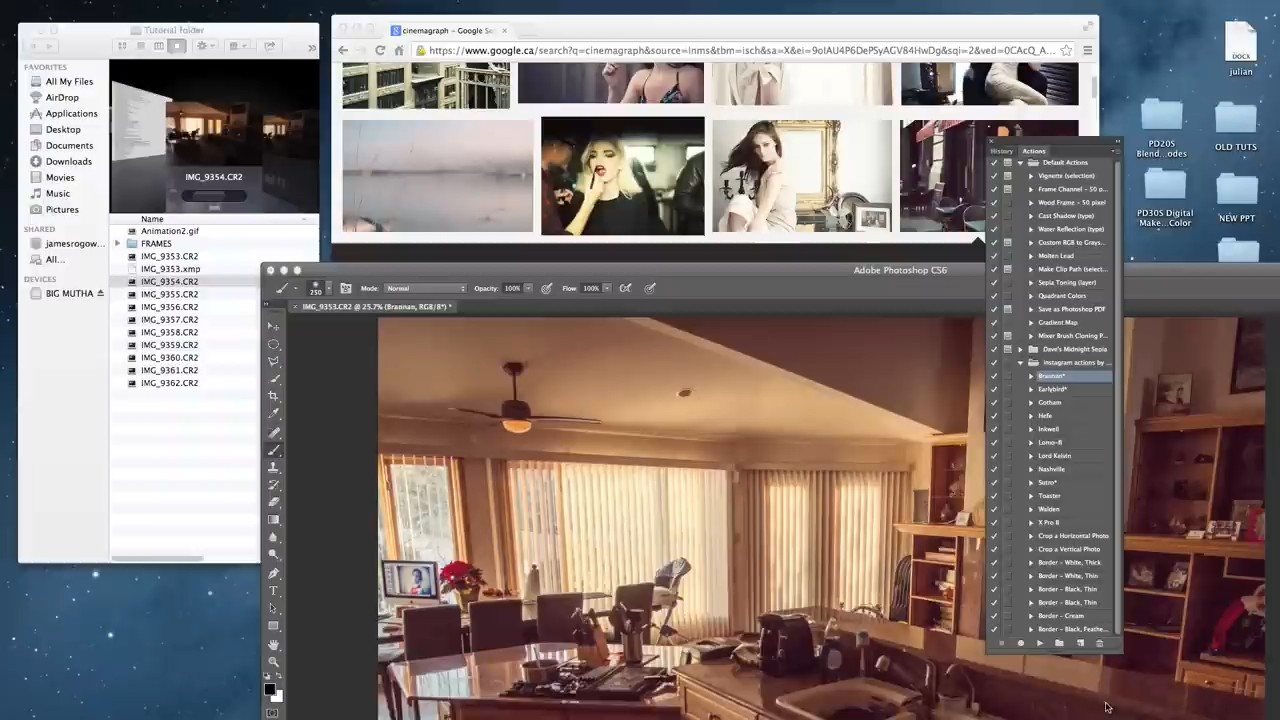 Tutorial folder
FAVORITES
All My Files
AirDrop
Applications
Desktop
Documents
Downloads
Movies
Music
Pictures
SHARED
jamesrogow...
All...
DEVICES
BIG MUTHA
IMG_9354.CR2
Name
Animation2.gif
FRAMES
IMG_9353.CR2
IMG_9353.xmp
IMG_9354.CR2
IMG_9355.CR2
IMG_9356.CR2
IMG_9357.CR2
IMG_9358.CR2
IMG_9359.CR2
IMG_9360.CR2
IMG_9361.CR2
IMG_9362.CR2
cinemagraph – Google Se
https://www.google.ca/search?q=cinemagraph&source=lnms&tbm=isch&sa=X&ei=9oIAU4P6DePSyAGV84HwDg&sqi=2&ved=0CAcQ_A...
DOCX
julian
PD20S
Blend...odes
OLD TUTS
PD30S Digital
Make...Color
NEW PPT
Adobe Photoshop CS6
250
Mode: Normal
Opacity: 100%
Flow: 100%
IMG_9353.CR2 @ 25.7% (Brannan, RGB/8*) *
History
Actions
Default Actions
Vignette (selection)
Frame Channel – 50 p...
Wood Frame – 50 pixel
Cast Shadow (type)
Water Reflection (type)
Custom RGB to Grays...
Molten Lead
Make Clip Path (select...
Sepia Toning (layer)
Quadrant Colors
Save as Photoshop PDF
Gradient Map
Mixer Brush Cloning P...
Dave's Midnight Sepia
Instagram actions by ...
Brannan*
Earlybird*
Gotham
Hefe
Inkwell
Lomo-fi
Lord Kelvin
Nashville
Sutro*
Toaster
Walden
X Pro II
Crop a Horizontal Photo
Crop a Vertical Photo
Border – White, Thick
Border – White, Thin
Border – Black, Thin
Border – Black, Thin
Border – Cream
Border – Black, Feathe...